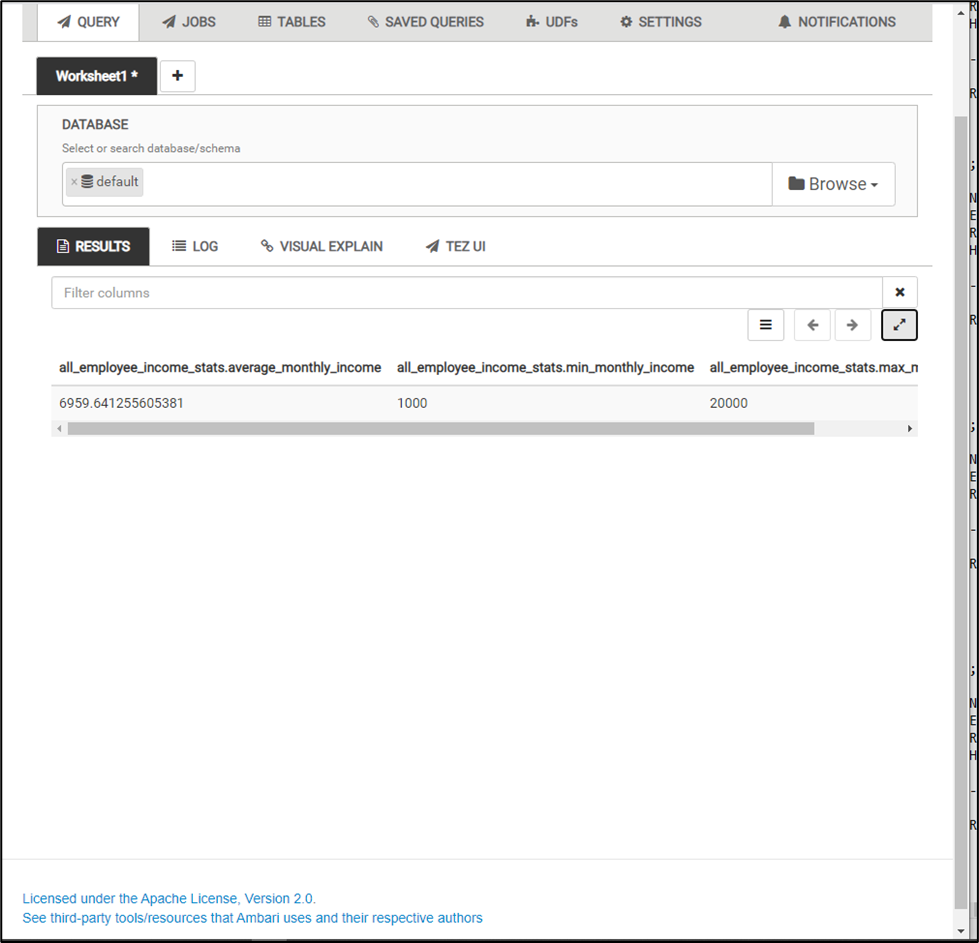 QUERY JOBS TABLES SAVED QUERIES UDFs SETTINGS NOTIFICATIONS
Worksheet1 * +
DATABASE
Select or search database/schema
× default Browse
RESULTS LOG VISUAL EXPLAIN TEZ UI
Filter columns
all_employee_income_stats.average_monthly_income all_employee_income_stats.min_monthly_income all_employee_income_stats.max_m
6959.641255605381 1000 20000
Licensed under the Apache License, Version 2.0.
See third-party tools/resources that Ambari uses and their respective authors